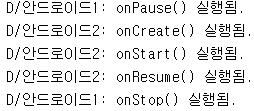 D/안드로이드1: onPause() 실행됨.
D/안드로이드2: onCreate() 실행됨.
D/안드로이드2: onStart() 실행됨.
D/안드로이드2: onResume() 실행됨.
D/안드로이드1: onStop() 실행됨.